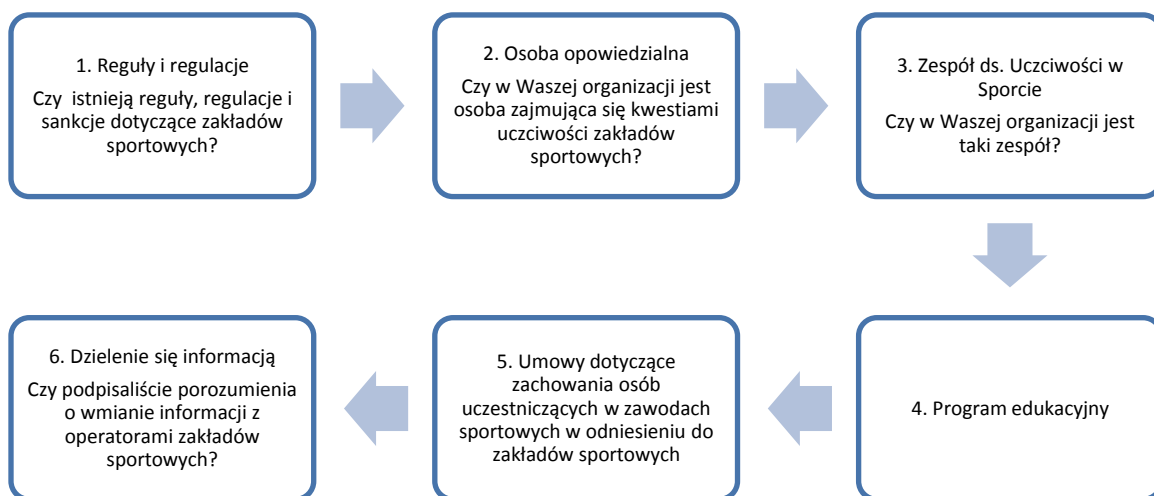 1. Reguły i regulacje
Czy istnieją reguły, regulacje i
sankcje dotyczące zakładów
sportowych?
2. Osoba opowiedzialna
Czy w Waszej organizacji jest
osoba zajmująca się kwestiami
uczciwości zakładów
sportowych?
3. Zespół ds. Uczciwości w
Sporcie
Czy w Waszej organizacji jest
taki zespół?
4. Program edukacyjny
5. Umowy dotyczące
zachowania osób
uczestniczących w zawodach
sportowych w odniesieniu do
zakładów sportowych
6. Dzielenie się informacją
Czy podpisaliście porozumienia
o wmianie informacji z
operatorami zakładów
sportowych?